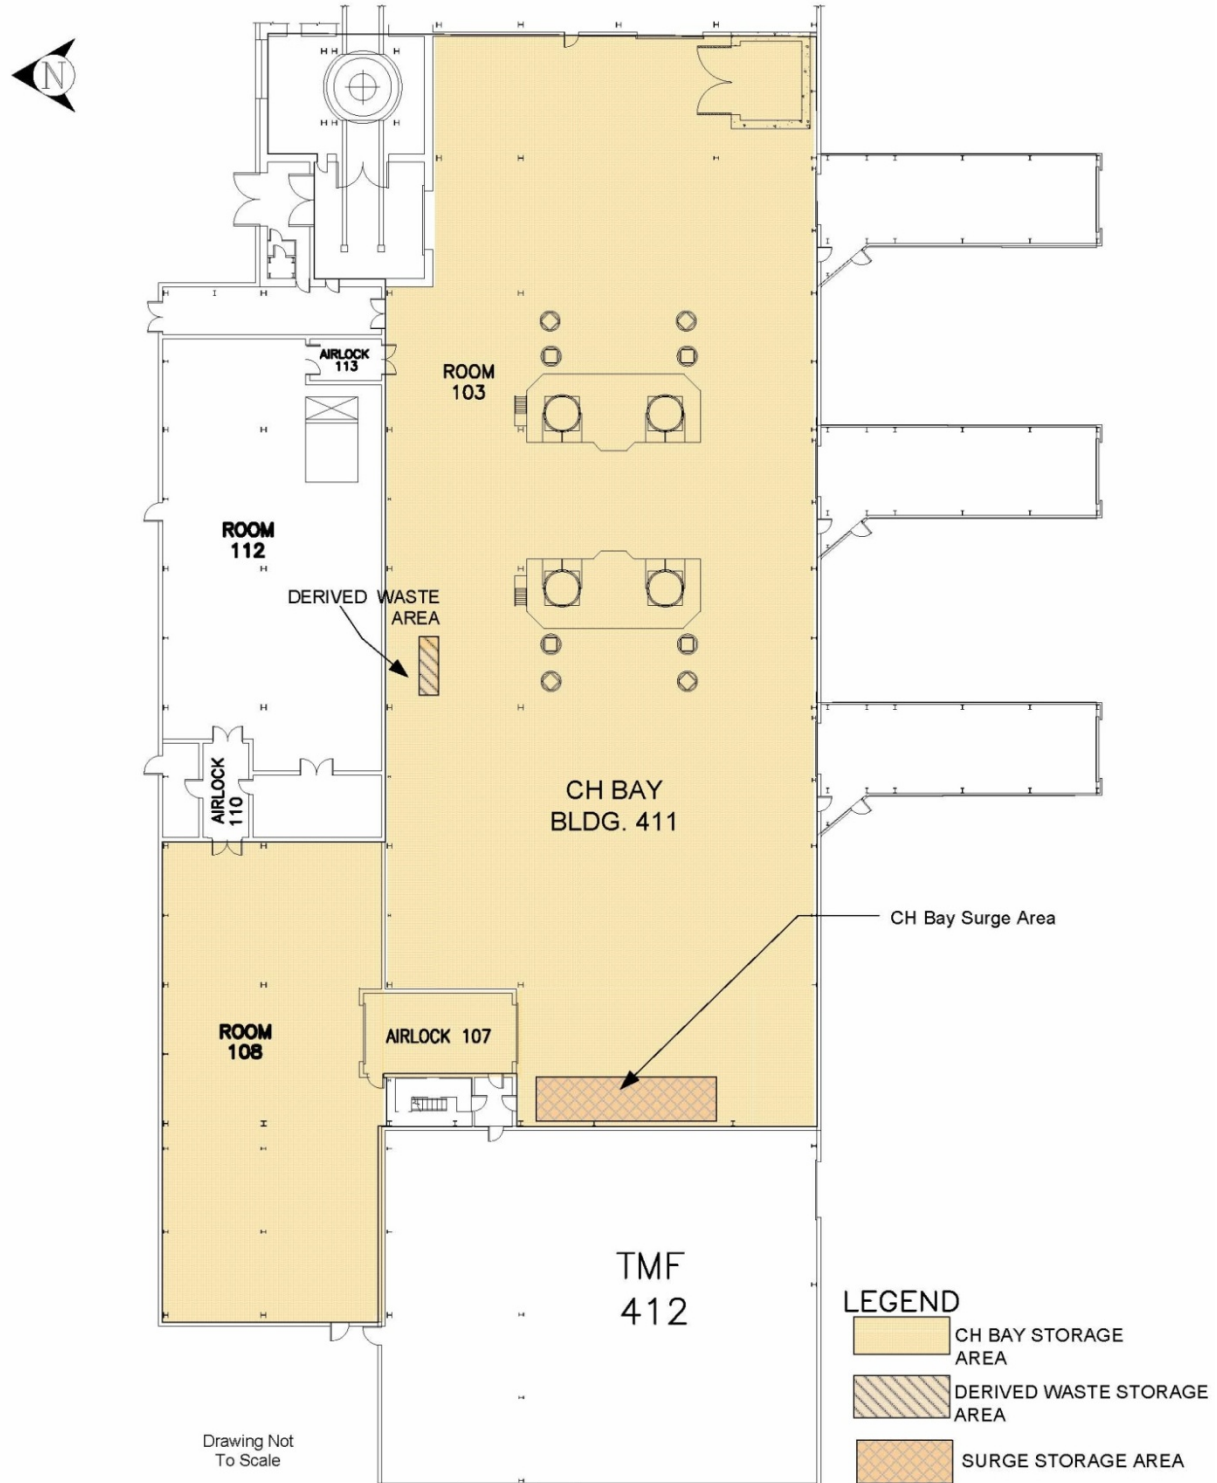 N
AIRLOCK
113
ROOM
103
ROOM
112
DERIVED WASTE
AREA
AIRLOCK
110
CH BAY
BLDG. 411
CH Bay Surge Area
ROOM
108
AIRLOCK 107
TMF
412
LEGEND
CH BAY STORAGE
AREA
DERIVED WASTE STORAGE
AREA
SURGE STORAGE AREA
Drawing Not
To Scale